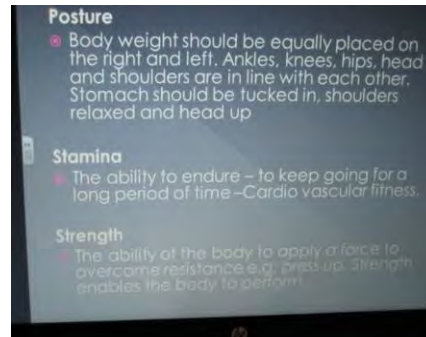 Posture
Body weight should be equally placed on
the right and left. Ankles, knees, hips, head
and shoulders are in line with each other.
Stomach should be tucked in, shoulders
relaxed and head up
Stamina
The ability to endure – to keep going for a
long period of time –Cardio vascular fitness.
Strength
The ability of the body to apply a force to
overcome resistance e.g. press up. Strength
enables the body to perform
hp